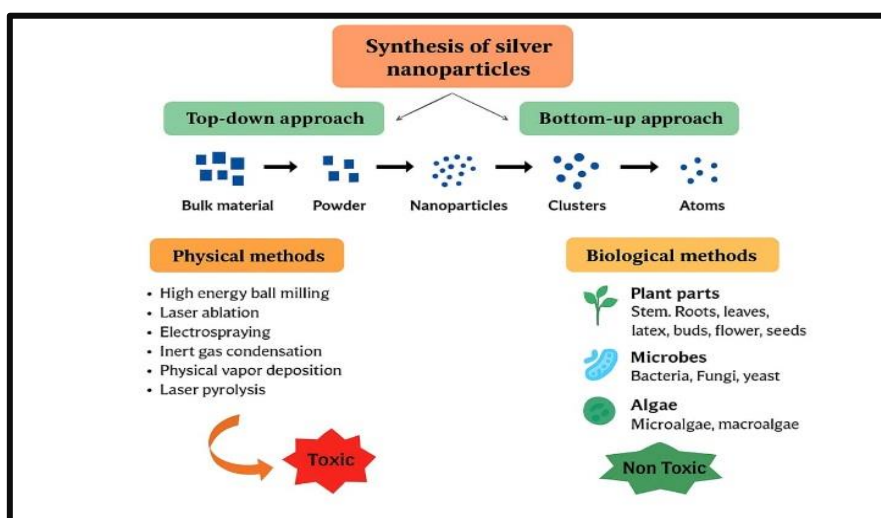 Synthesis of silver
nanoparticles
Top-down approach
Bottom-up approach
Bulk material
Powder
Nanoparticles
Clusters
Atoms
Physical methods
• High energy ball milling
• Laser ablation
• Electrospraying
• Inert gas condensation
• Physical vapor deposition
• Laser pyrolysis
Toxic
Biological methods
Plant parts
Stem. Roots, leaves,
latex, buds, flower, seeds
Microbes
Bacteria, Fungi, yeast
Algae
Microalgae, macroalgae
Non Toxic